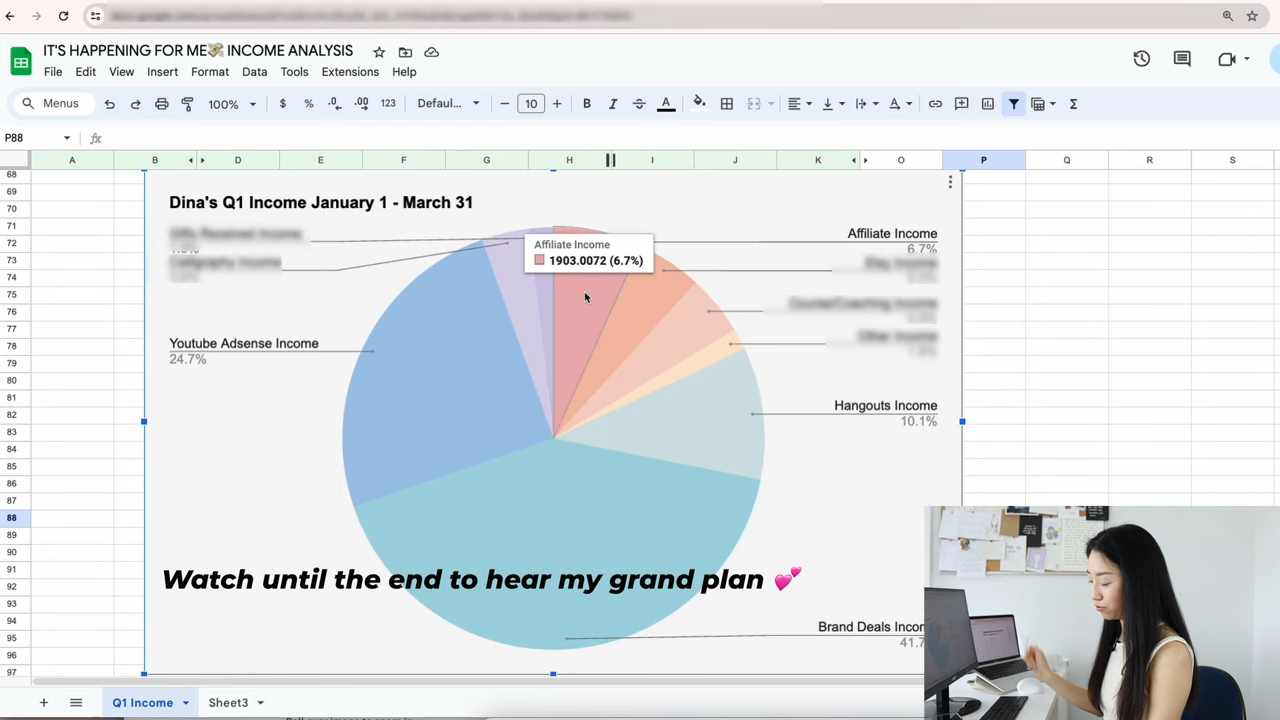 IT'S HAPPENING FOR ME💸 INCOME ANALYSIS
File Edit View Insert Format Data Tools Extensions Help
Menus 100% $ % .0 .00 123 Defaul... 10 B I A
P88 fx
A B D E F G H I J K O P Q R S
68
69
70
71
72
73
74
75
76
77
78
79
80
81
82
83
84
85
86
87
88
89
90
91
92
93
94
95
96
97
Dina's Q1 Income January 1 - March 31
Affiliate Income
6.7%
Affiliate Income
1903.0072 (6.7%)
Youtube Adsense Income
24.7%
Hangouts Income
10.1%
Watch until the end to hear my grand plan 💕
Brand Deals Incom
41.7
Q1 Income Sheet3